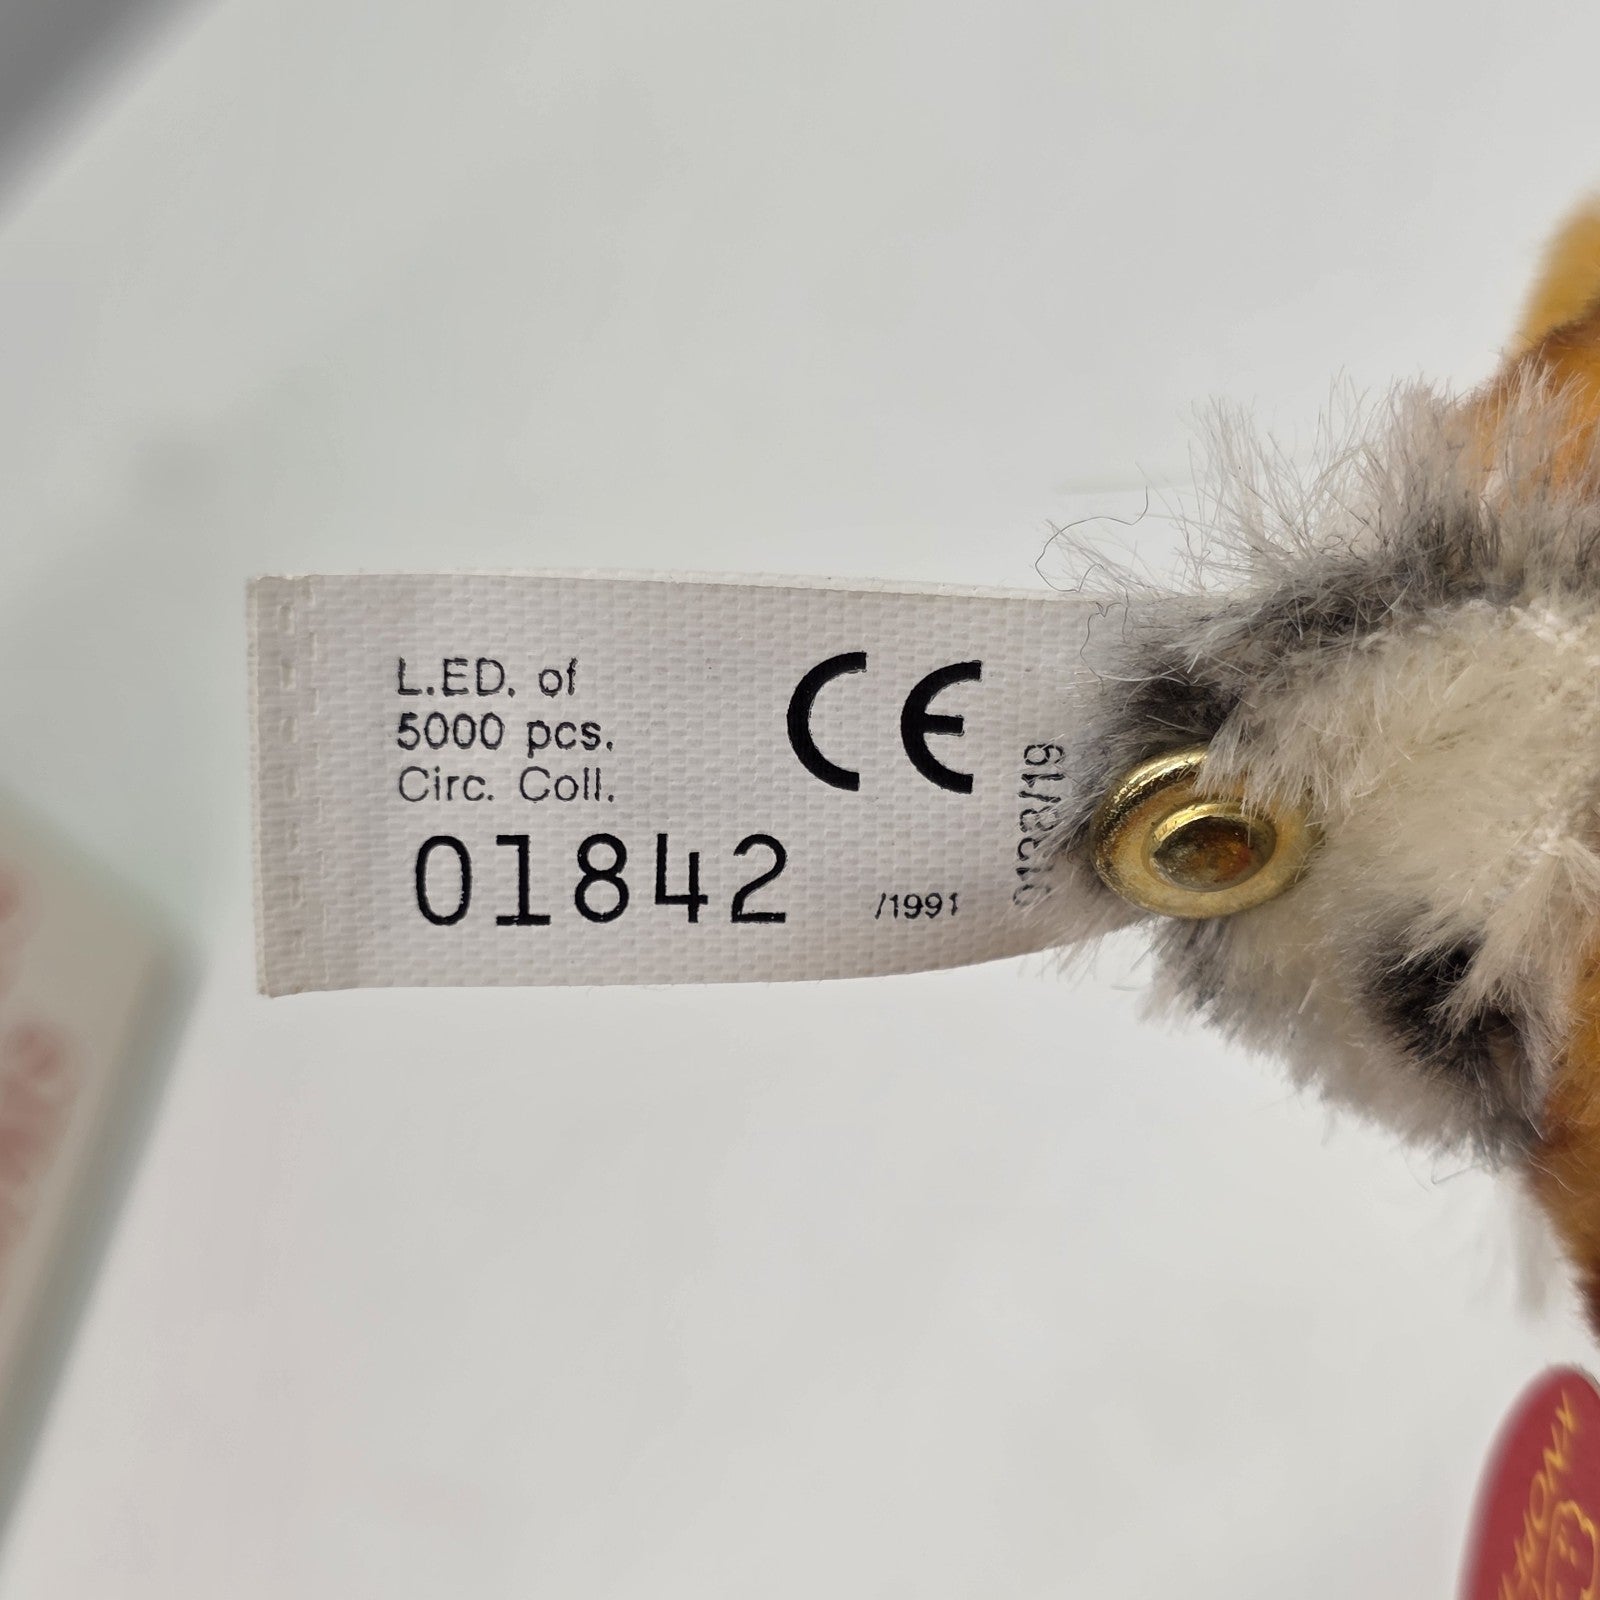 L.ED. of
5000 pcs.
Circ. Coll.
CE
01842
/1991